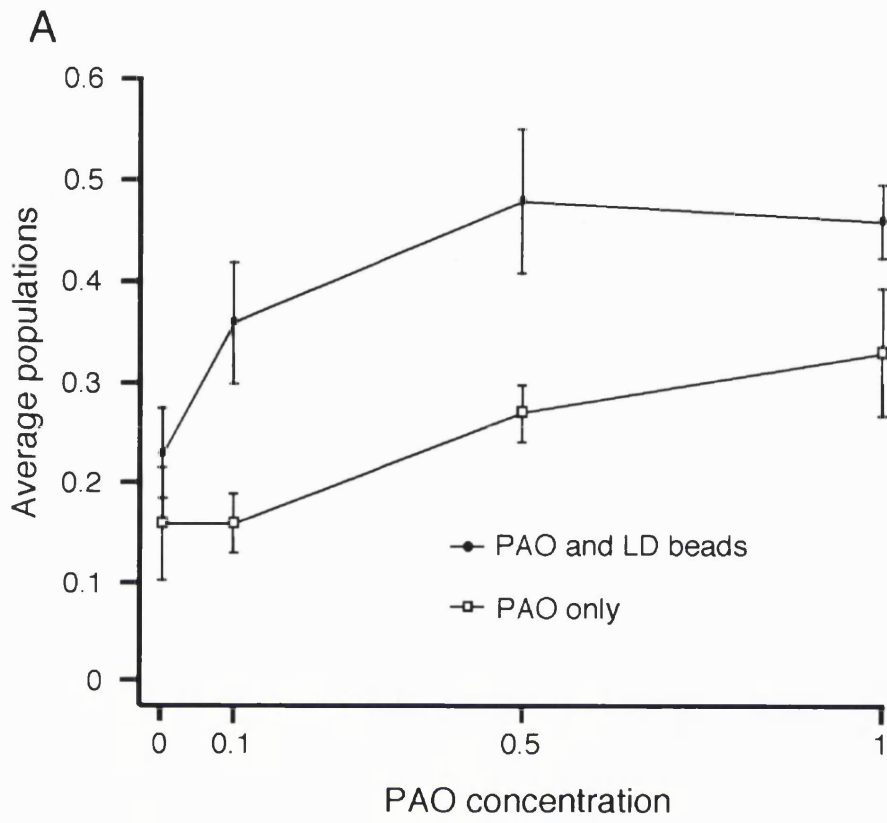 A
0.6
0.5
0.4
0.3
0.2
0.1
0
Average populations
PAO and LD beads
PAO only
0 0.1 0.5 1
PAO concentration